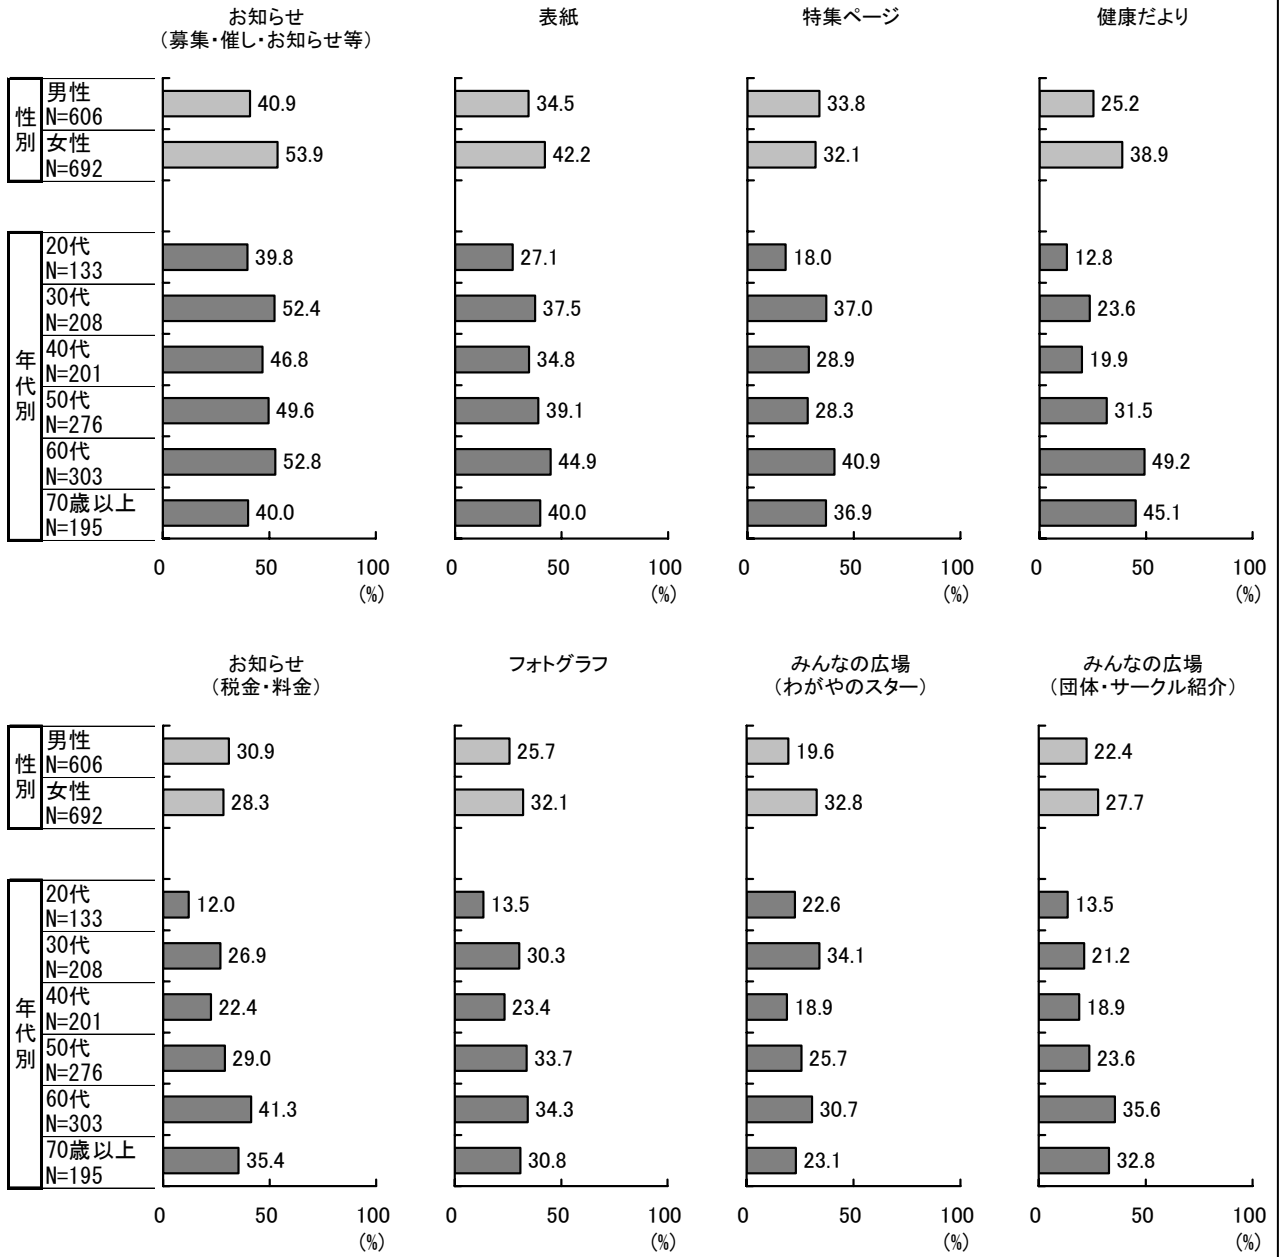 お知らせ
（募集・催し・お知らせ等）
表紙
特集ページ
健康だより
性別
男性
N=606
40.9
34.5
33.8
25.2
女性
N=692
53.9
42.2
32.1
38.9
年代別
20代
N=133
39.8
27.1
18.0
12.8
30代
N=208
52.4
37.5
37.0
23.6
40代
N=201
46.8
34.8
28.9
19.9
50代
N=276
49.6
39.1
28.3
31.5
60代
N=303
52.8
44.9
40.9
49.2
70歳以上
N=195
40.0
40.0
36.9
45.1
0 50 100
(%)
0 50 100
(%)
0 50 100
(%)
0 50 100
(%)
お知らせ
（税金・料金）
フォトグラフ
みんなの広場
（わがやのスター）
みんなの広場
（団体・サークル紹介）
性別
男性
N=606
30.9
25.7
19.6
22.4
女性
N=692
28.3
32.1
32.8
27.7
年代別
20代
N=133
12.0
13.5
22.6
13.5
30代
N=208
26.9
30.3
34.1
21.2
40代
N=201
22.4
23.4
18.9
18.9
50代
N=276
29.0
33.7
25.7
23.6
60代
N=303
41.3
34.3
30.7
35.6
70歳以上
N=195
35.4
30.8
23.1
32.8
0 50 100
(%)
0 50 100
(%)
0 50 100
(%)
0 50 100
(%)